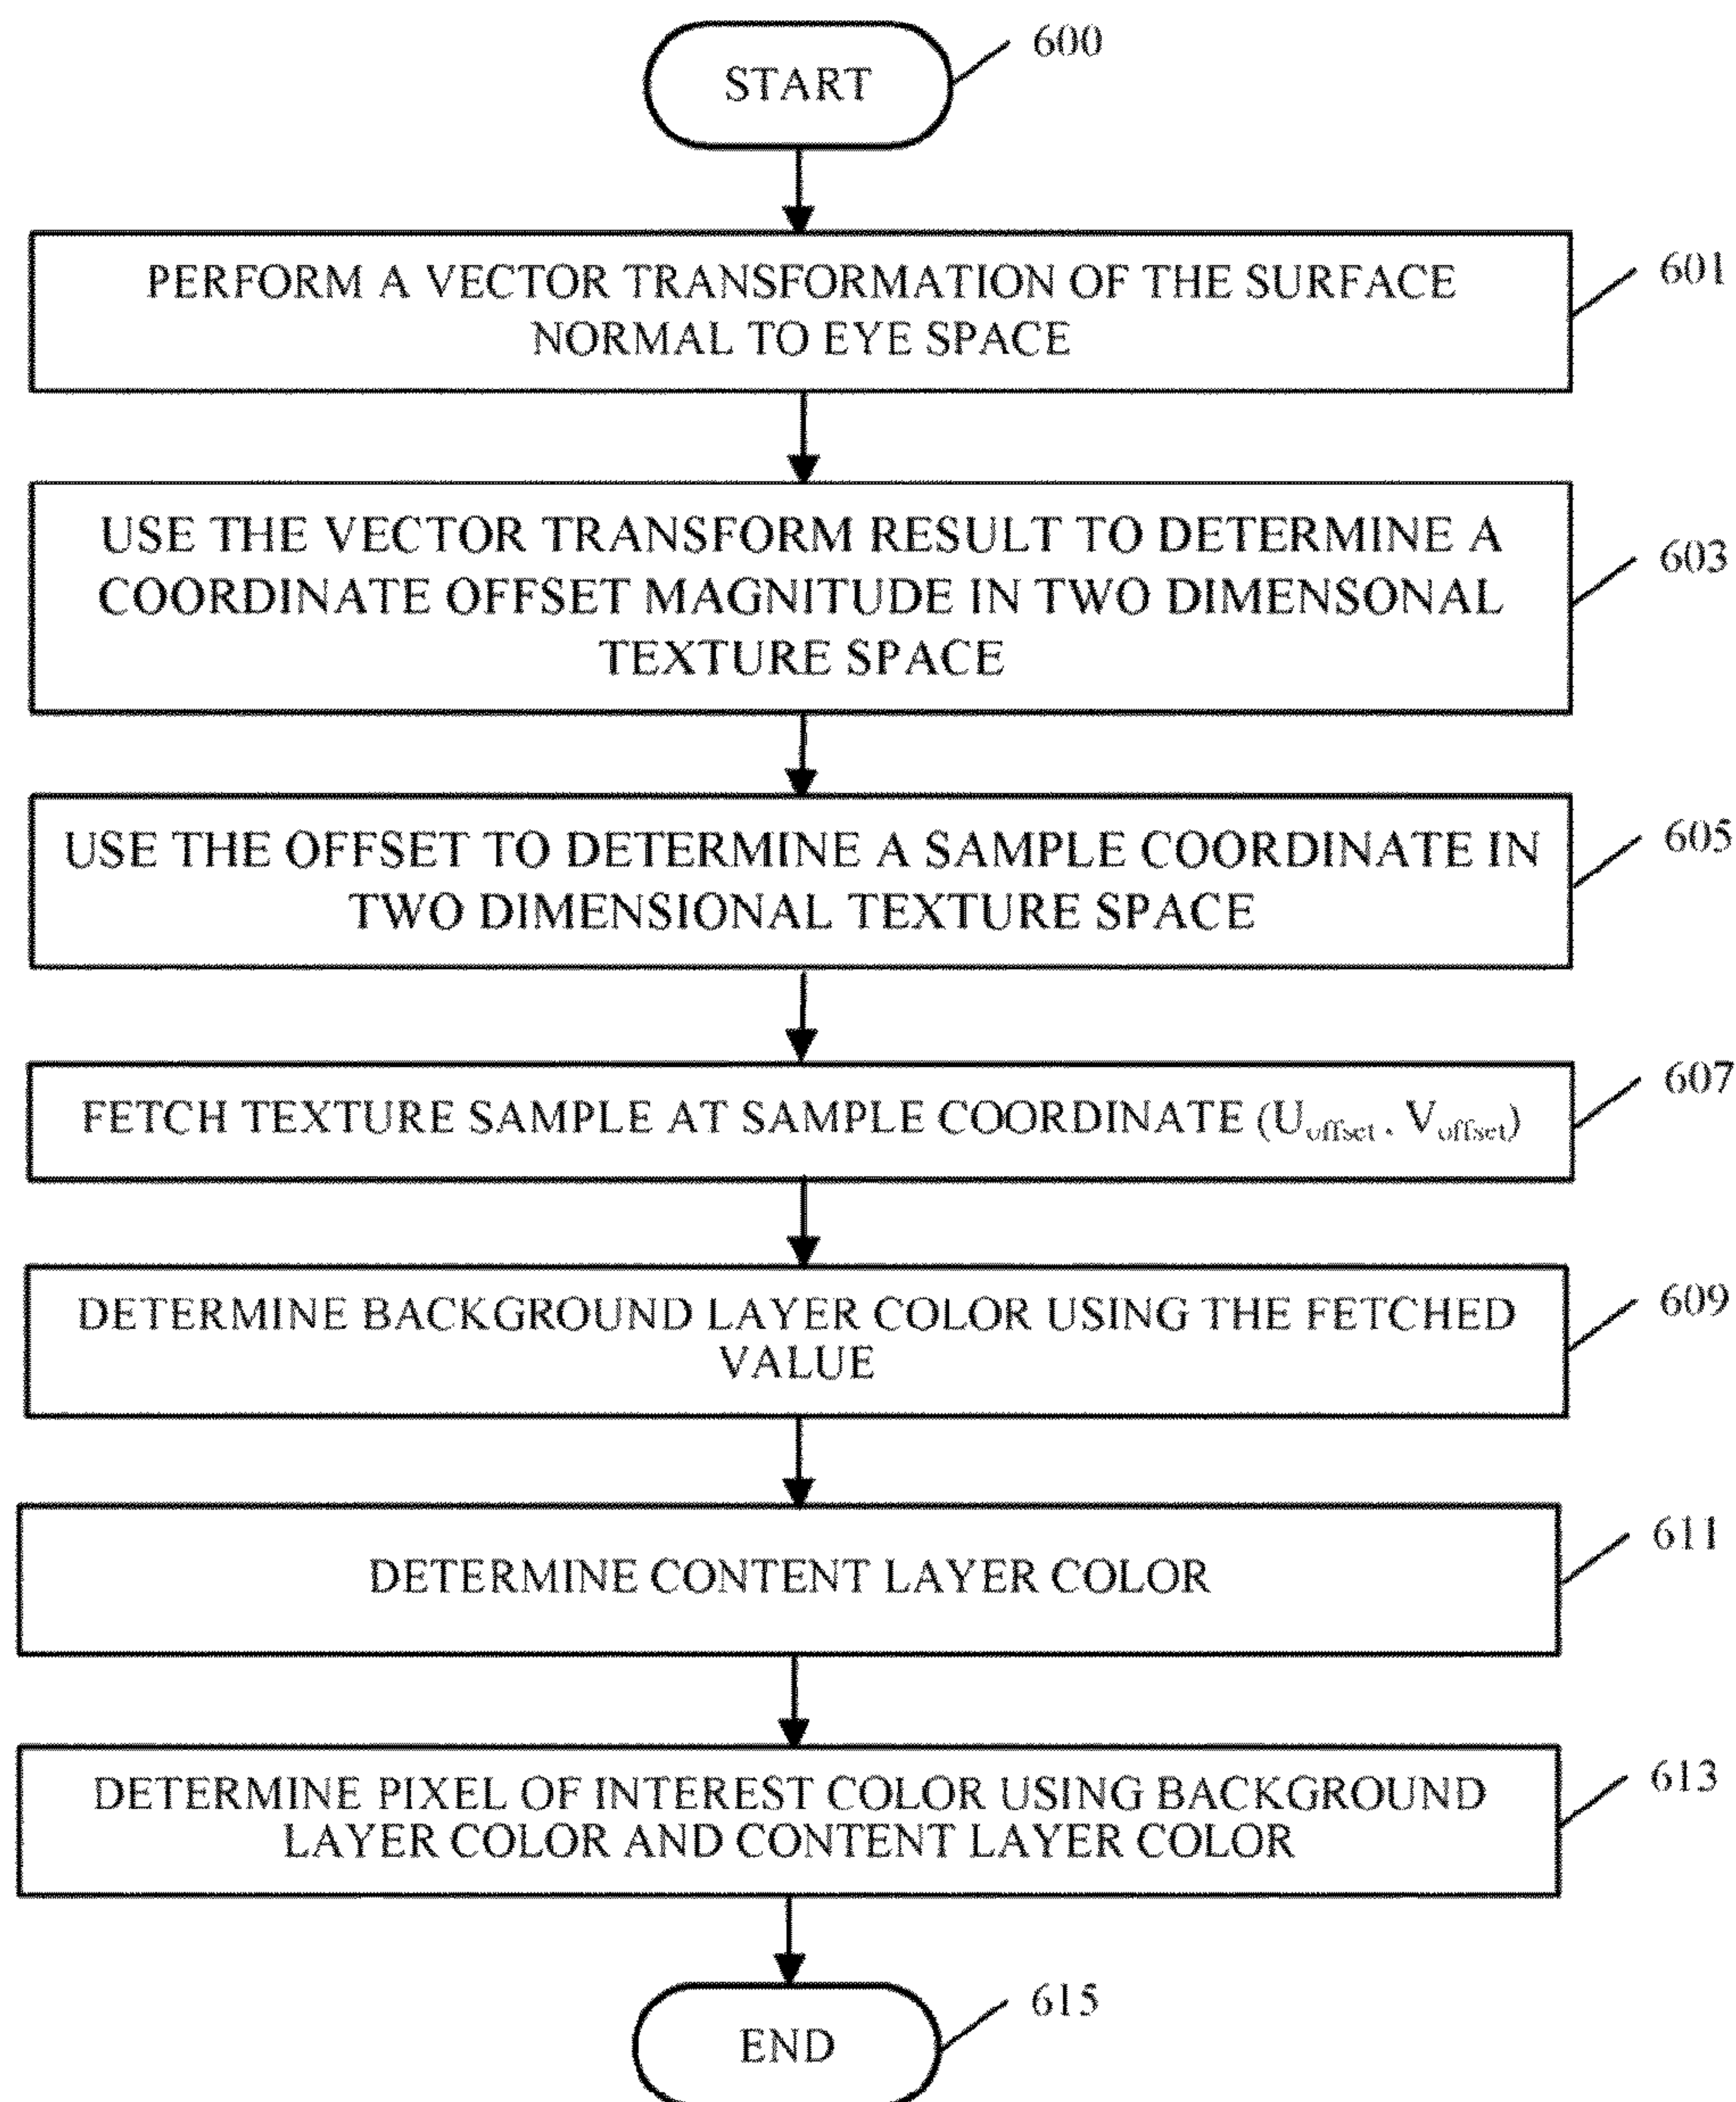 START
600
PERFORM A VECTOR TRANSFORMATION OF THE SURFACE
NORMAL TO EYE SPACE
601
USE THE VECTOR TRANSFORM RESULT TO DETERMINE A
COORDINATE OFFSET MAGNITUDE IN TWO DIMENSONAL
TEXTURE SPACE
603
USE THE OFFSET TO DETERMINE A SAMPLE COORDINATE IN
TWO DIMENSIONAL TEXTURE SPACE
605
FETCH TEXTURE SAMPLE AT SAMPLE COORDINATE (Uoffset, Voffset)
607
DETERMINE BACKGROUND LAYER COLOR USING THE FETCHED
VALUE
609
DETERMINE CONTENT LAYER COLOR
611
DETERMINE PIXEL OF INTEREST COLOR USING BACKGROUND
LAYER COLOR AND CONTENT LAYER COLOR
613
END
615